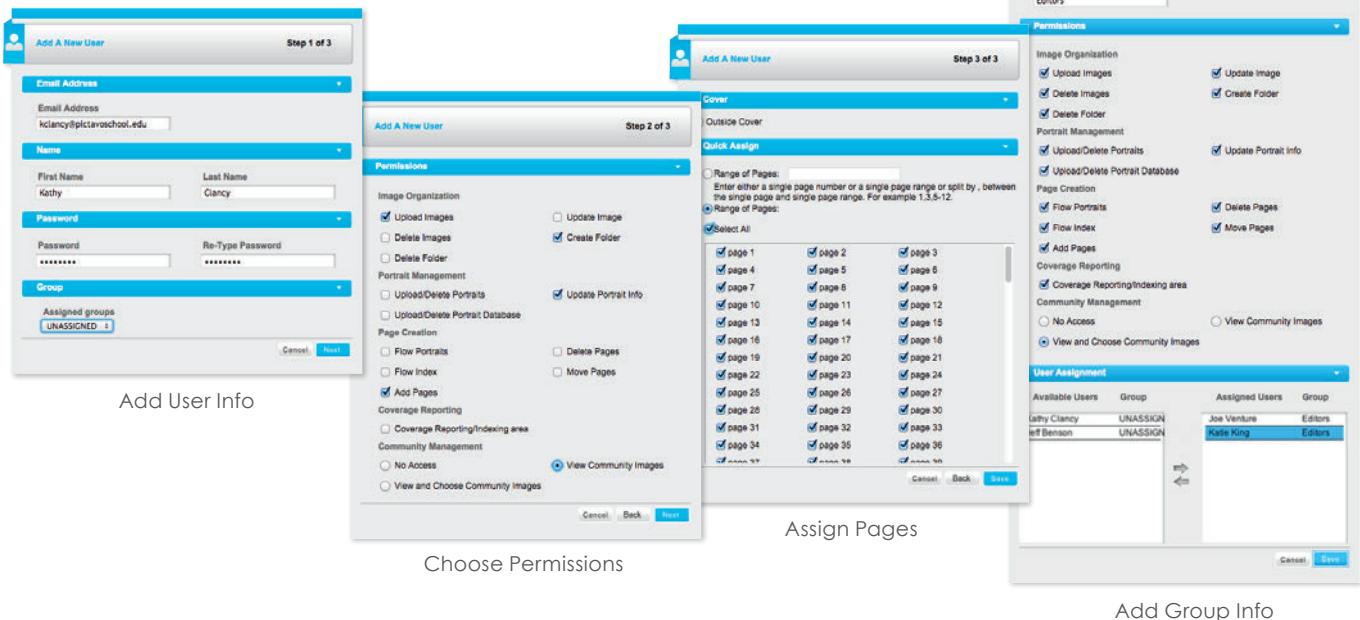 Add A New User Step 1 of 3
Email Address
Email Address
kclancy@pictavoschool.edu
Name
First Name Last Name
Kathy Clancy
Password
Password Re-Type Password
•••••••• ••••••••
Group
Assigned groups
UNASSIGNED
Cancel Next
Add User Info
Add A New User Step 2 of 3
Permissions
Image Organization
Upload Images Update Image
Delete Images Create Folder
Delete Folder
Portrait Management
Upload/Delete Portraits Update Portrait Info
Upload/Delete Portrait Database
Page Creation
Flow Portraits Delete Pages
Flow Index Move Pages
Add Pages
Coverage Reporting
Coverage Reporting/Indexing area
Community Management
No Access View Community Images
View and Choose Community Images
Cancel Back Next
Choose Permissions
Add A New User Step 3 of 3
Cover
Outside Cover
Quick Assign
Range of Pages:
Enter either a single page number or a single page range or split by , between
the single page and single page range. For example 1,3,5-12.
Range of Pages:
Select All
page 1 page 2 page 3
page 4 page 5 page 6
page 7 page 8 page 9
page 10 page 11 page 12
page 13 page 14 page 15
page 16 page 17 page 18
page 19 page 20 page 21
page 22 page 23 page 24
page 25 page 26 page 27
page 28 page 29 page 30
page 31 page 32 page 33
page 34 page 35 page 36
page 37 page 38 page 39
Cancel Back Save
Assign Pages
Editors
Permissions
Image Organization
Upload Images Update Image
Delete Images Create Folder
Delete Folder
Portrait Management
Upload/Delete Portraits Update Portrait Info
Upload/Delete Portrait Database
Page Creation
Flow Portraits Delete Pages
Flow Index Move Pages
Add Pages
Coverage Reporting
Coverage Reporting/Indexing area
Community Management
No Access View Community Images
View and Choose Community Images
User Assignment
Available Users Group Assigned Users Group
Kathy Clancy UNASSIGN Joe Venture Editors
eff Benson UNASSIGN Katie King Editors
Cancel Save
Add Group Info